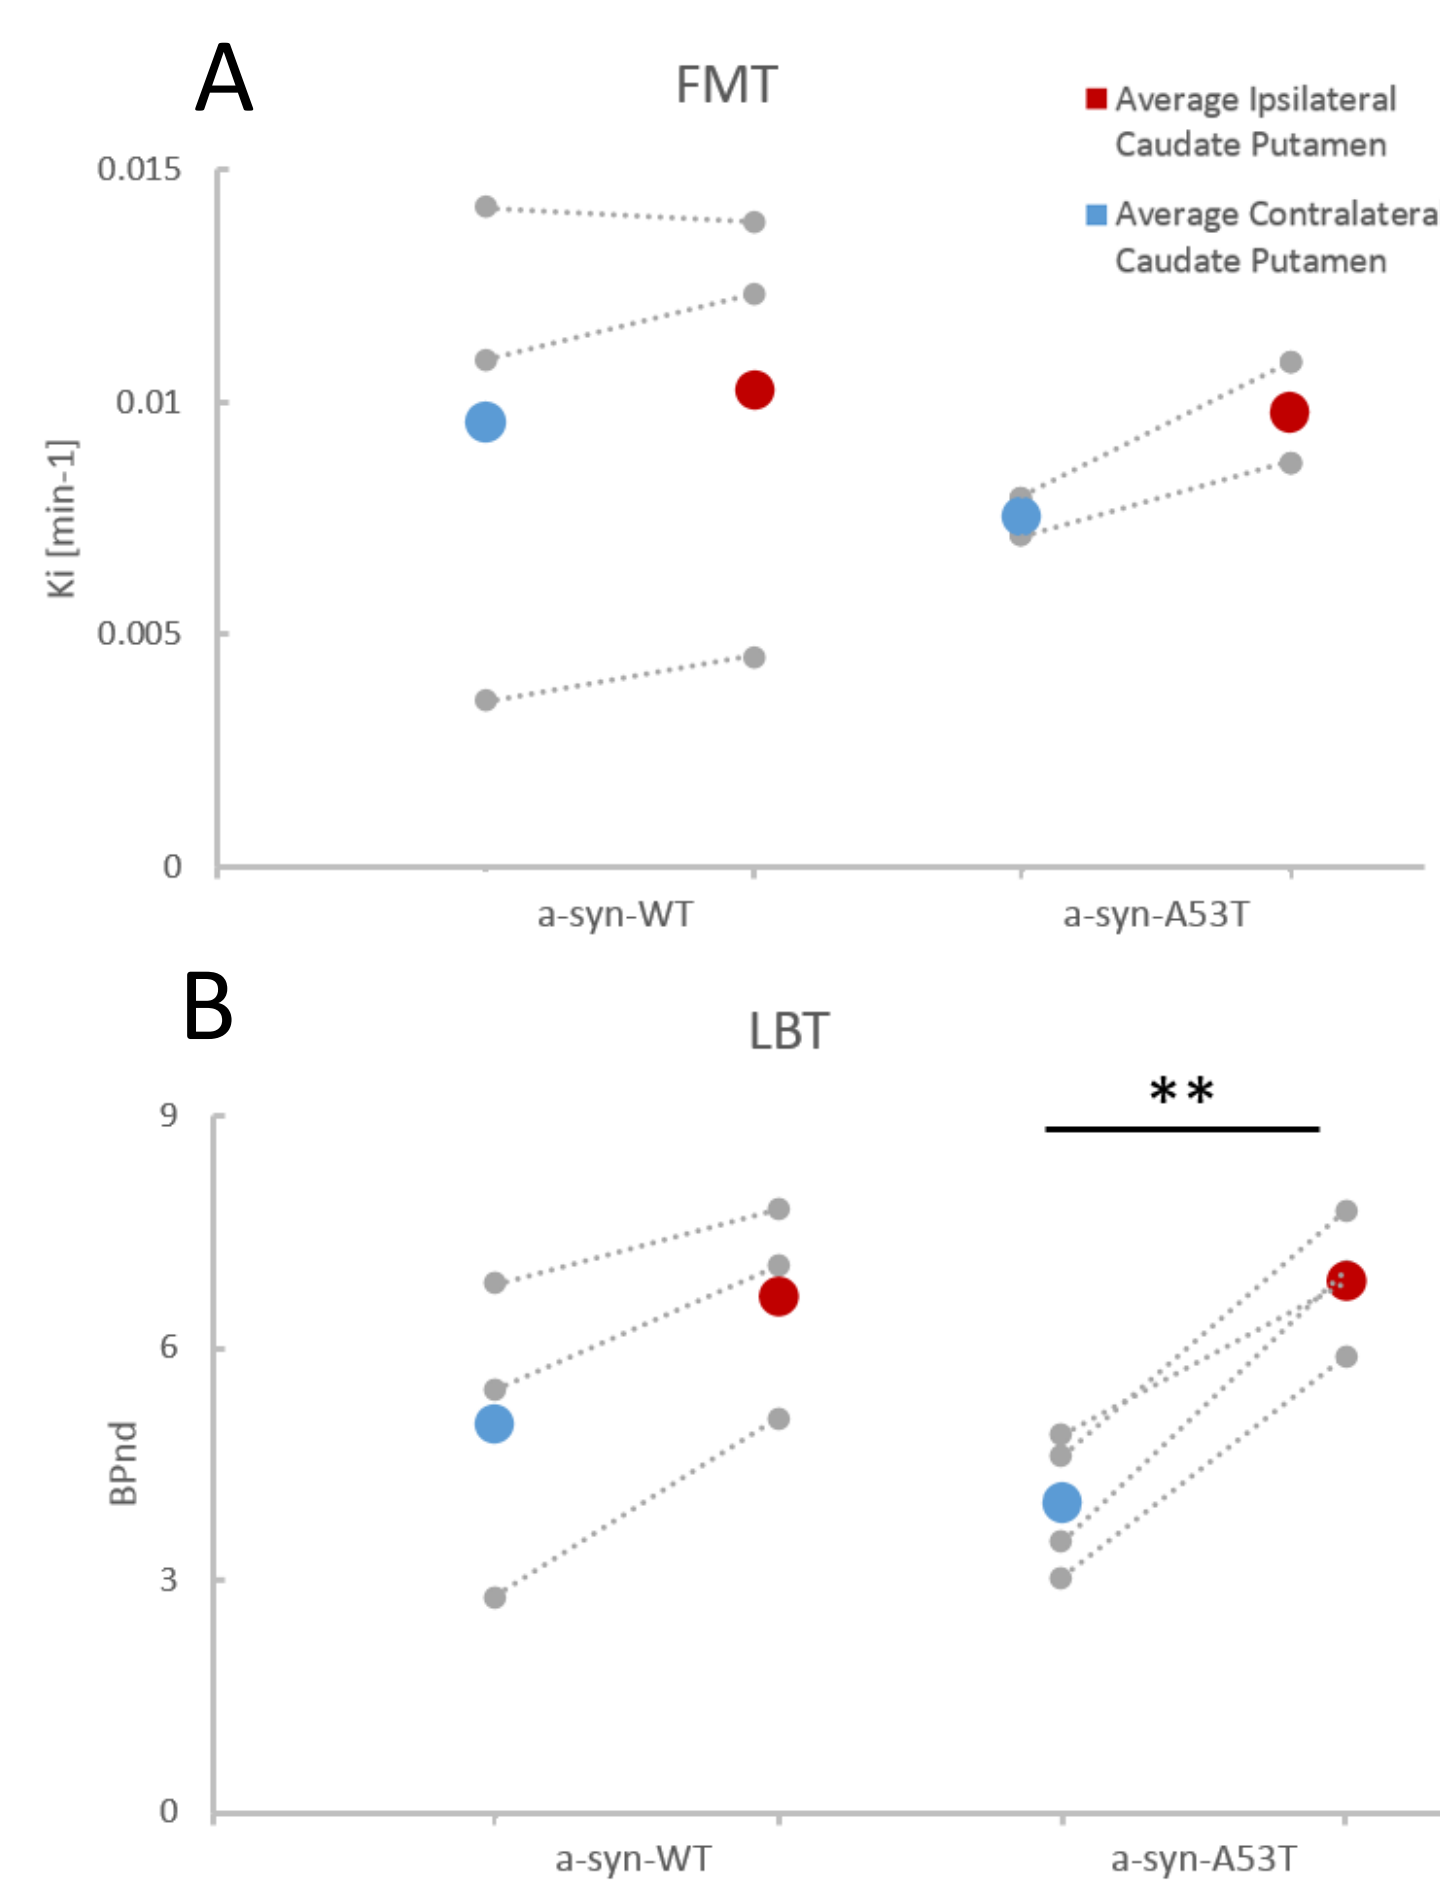 A
FMT
Average Ipsilateral
Caudate Putamen
Average Contralateral
Caudate Putamen
0.015
0.01
0.005
0
Ki [min-1]
a-syn-WT
a-syn-A53T
B
LBT
**
9
6
3
0
BPnd
a-syn-WT
a-syn-A53T